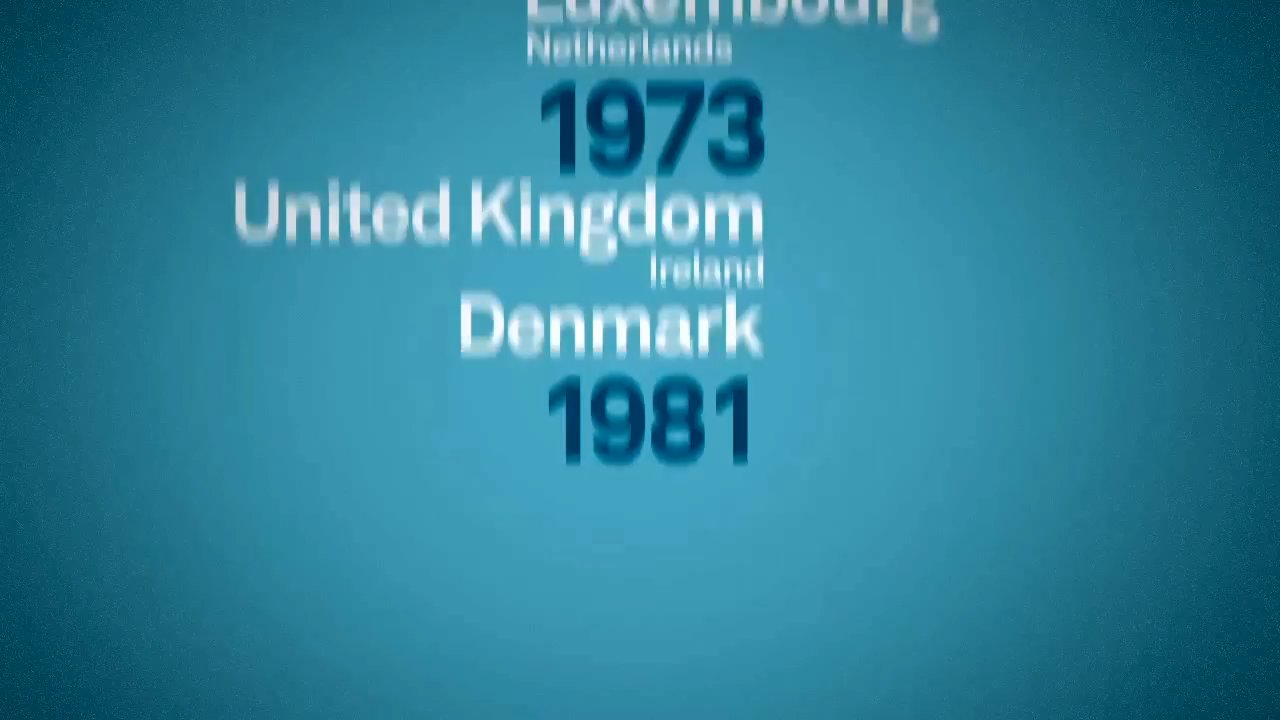 Luxembourg
Netherlands
1973
United Kingdom
Ireland
Denmark
1981